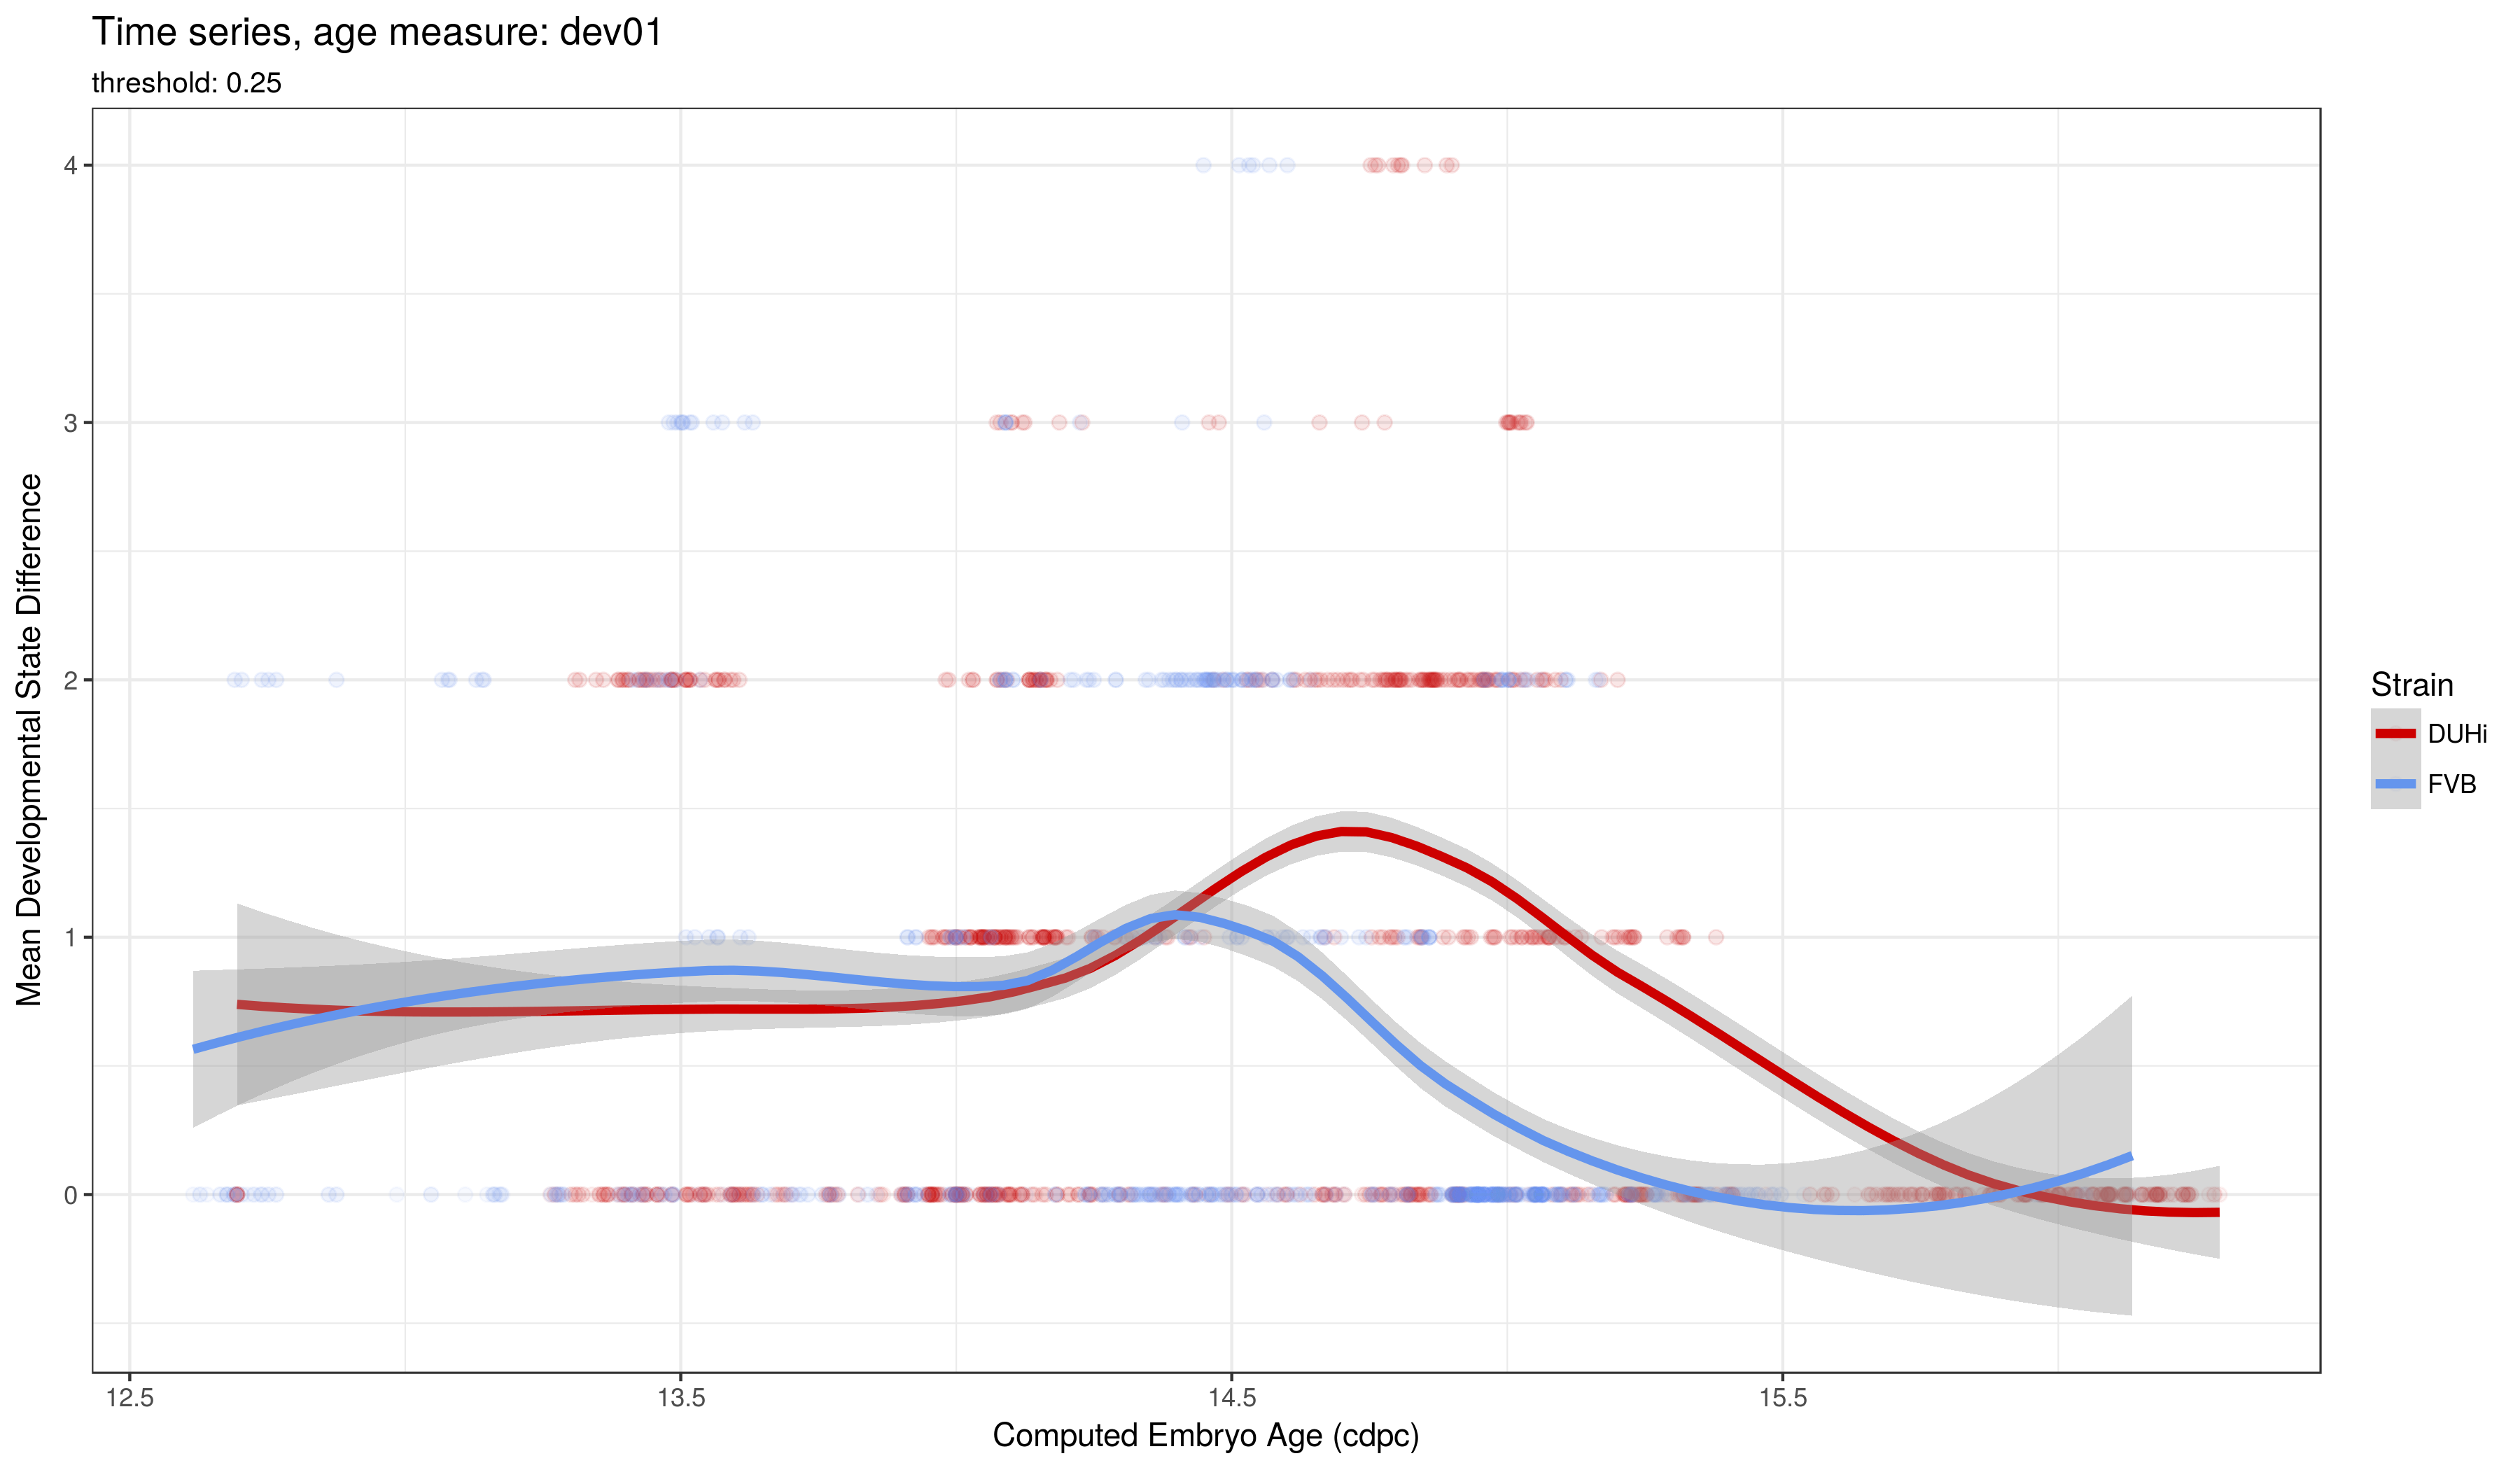 Time series, age measure: dev01
threshold: 0.25
Mean Developmental State Difference
4
3
2
1
0
12.5
13.5
14.5
15.5
Computed Embryo Age (cdpc)
Strain
DUHi
FVB